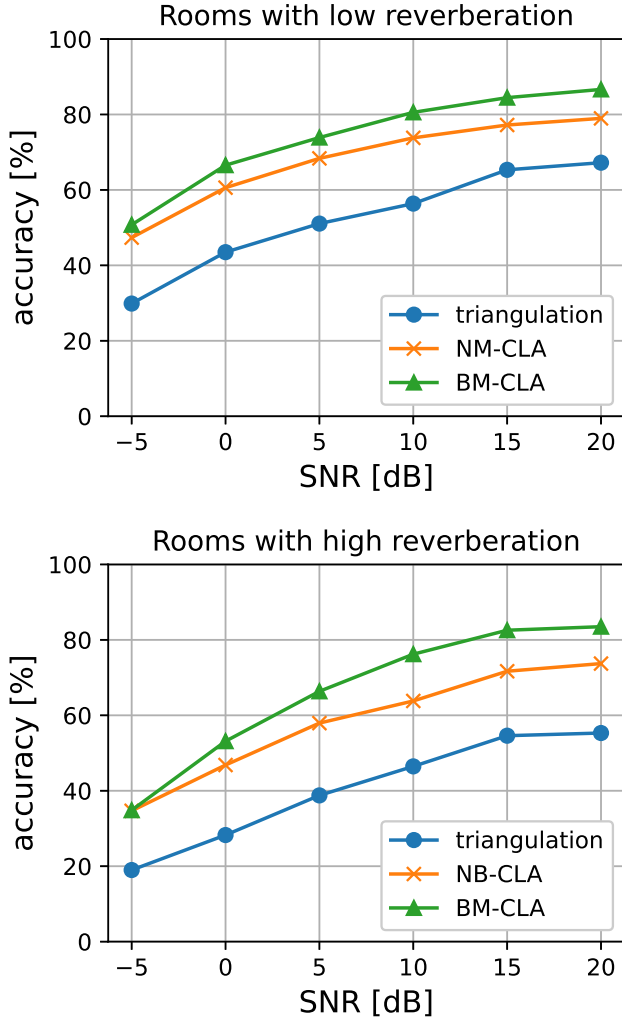 Rooms with low reverberation
accuracy [%]
100
80
60
40
20
0
triangulation
NM-CLA
BM-CLA
−5 0 5 10 15 20
SNR [dB]
Rooms with high reverberation
accuracy [%]
100
80
60
40
20
0
triangulation
NB-CLA
BM-CLA
−5 0 5 10 15 20
SNR [dB]